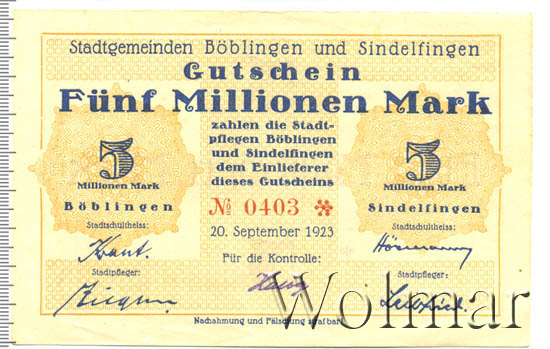 Stadtgemeinden Böblingen und Sindelfingen
Gutschein
Fünf Millionen Mark
zahlen die Stadt-
pflegen Böblingen
und Sindelfingen
dem Einlieferer
dieses Gutscheins
№ 0403 ✻
20. September 1923
Für die Kontrolle:
5
Millionen Mark
Böblingen
Stadtschultheiss:
Kraut.
Stadtpfleger:
5
Millionen Mark
Sindelfingen
Stadtschultheiss:
Hörmann
Stadtpfleger:
Nachahmung und Fälschung strafbar!
Wolmar